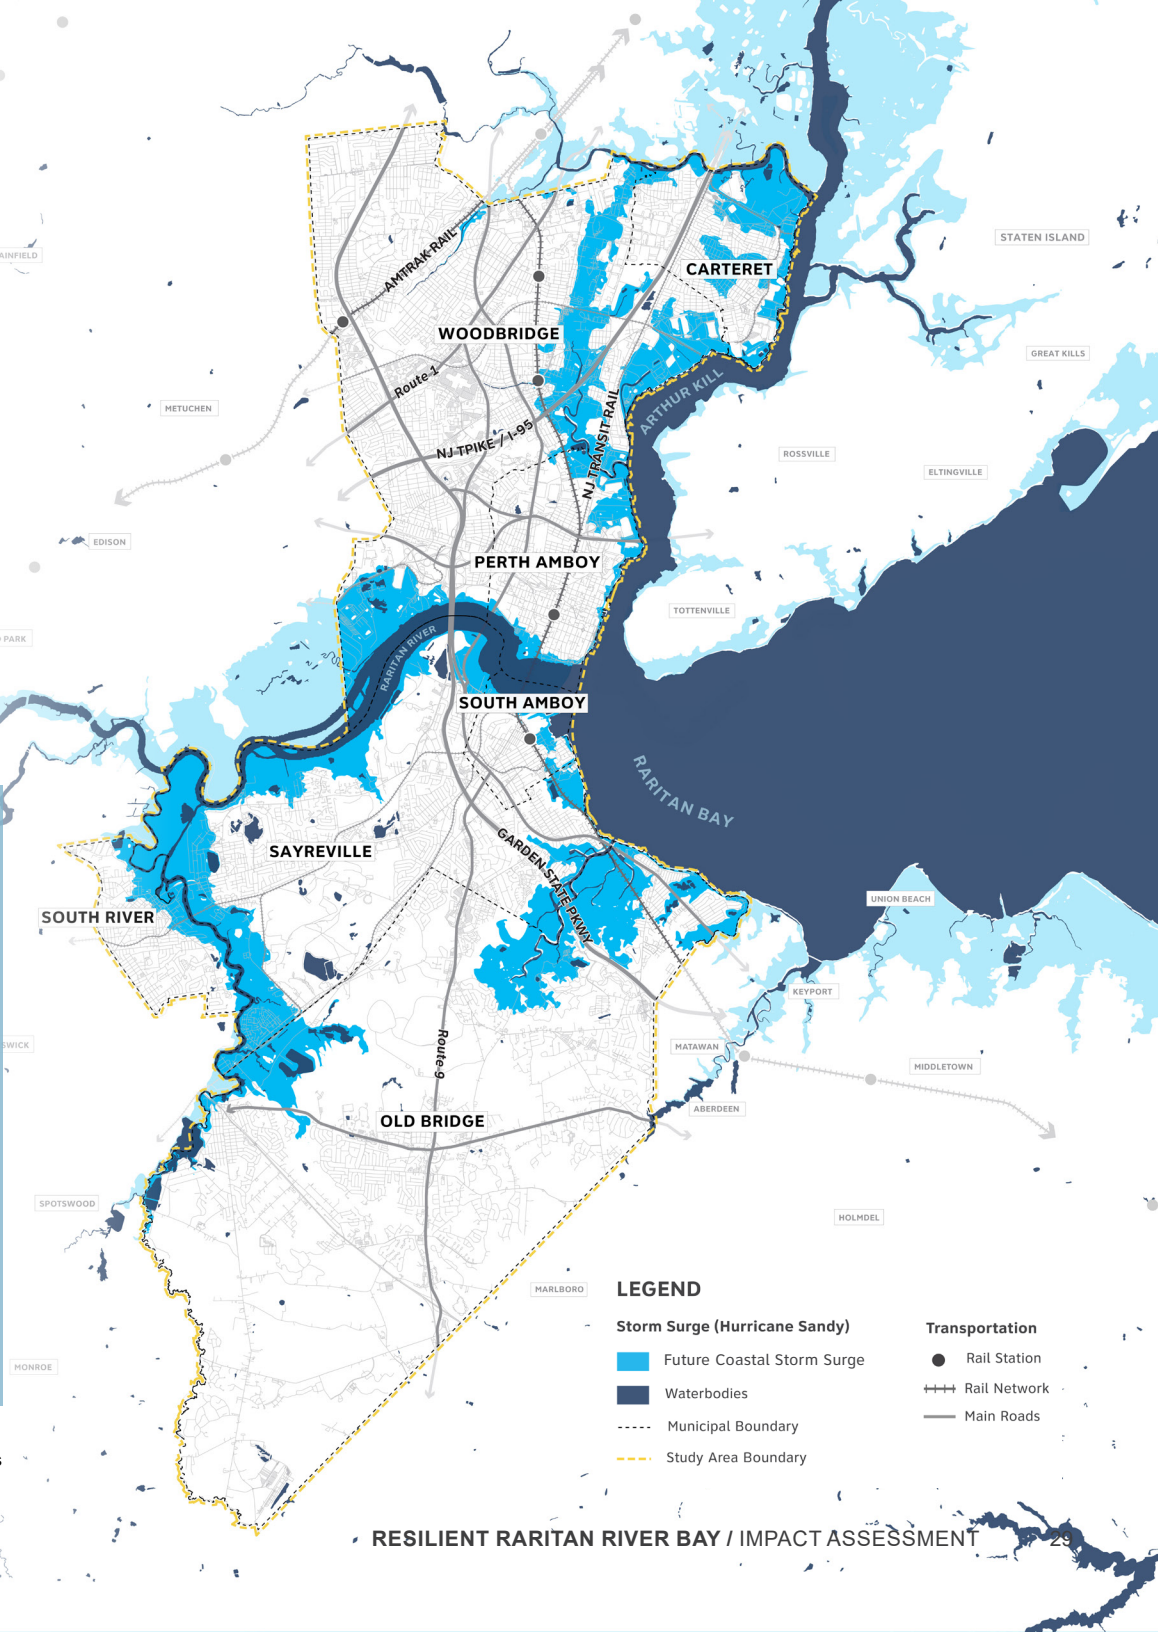 STATEN ISLAND
AINFIELD
CARTERET
AMTRAK RAIL
WOODBRIDGE
GREAT KILLS
Route 1
ARTHUR KILL
METUCHEN
NJ TPIKE / I-95
NJ TRANSIT RAIL
ROSSVILLE
ELTINGVILLE
EDISON
PERTH AMBOY
TOTTENVILLE
PARK
RARITAN RIVER
SOUTH AMBOY
RARITAN BAY
GARDEN STATE PKWY
SAYREVILLE
UNION BEACH
SOUTH RIVER
KEYPORT
SWICK
Route 9
MATAWAN
MIDDLETOWN
ABERDEEN
OLD BRIDGE
SPOTSWOOD
HOLMDEL
MARLBORO
MONROE
LEGEND
Storm Surge (Hurricane Sandy)
Future Coastal Storm Surge
Waterbodies
Municipal Boundary
Study Area Boundary
Transportation
Rail Station
Rail Network
Main Roads
s
RESILIENT RARITAN RIVER BAY / IMPACT ASSESSMENT 29